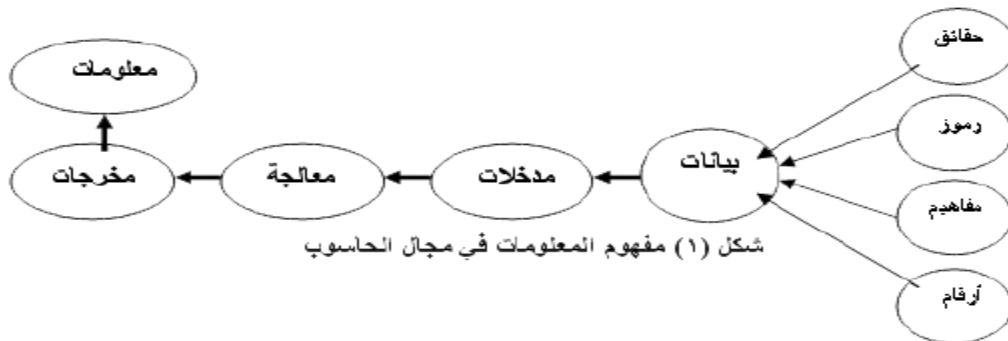 حقائق
رموز
مفاهيم
أرقام
بيانات
مدخلات
معالجة
مخرجات
معلومات
شكل (١) مفهوم المعلومات في مجال الحاسوب